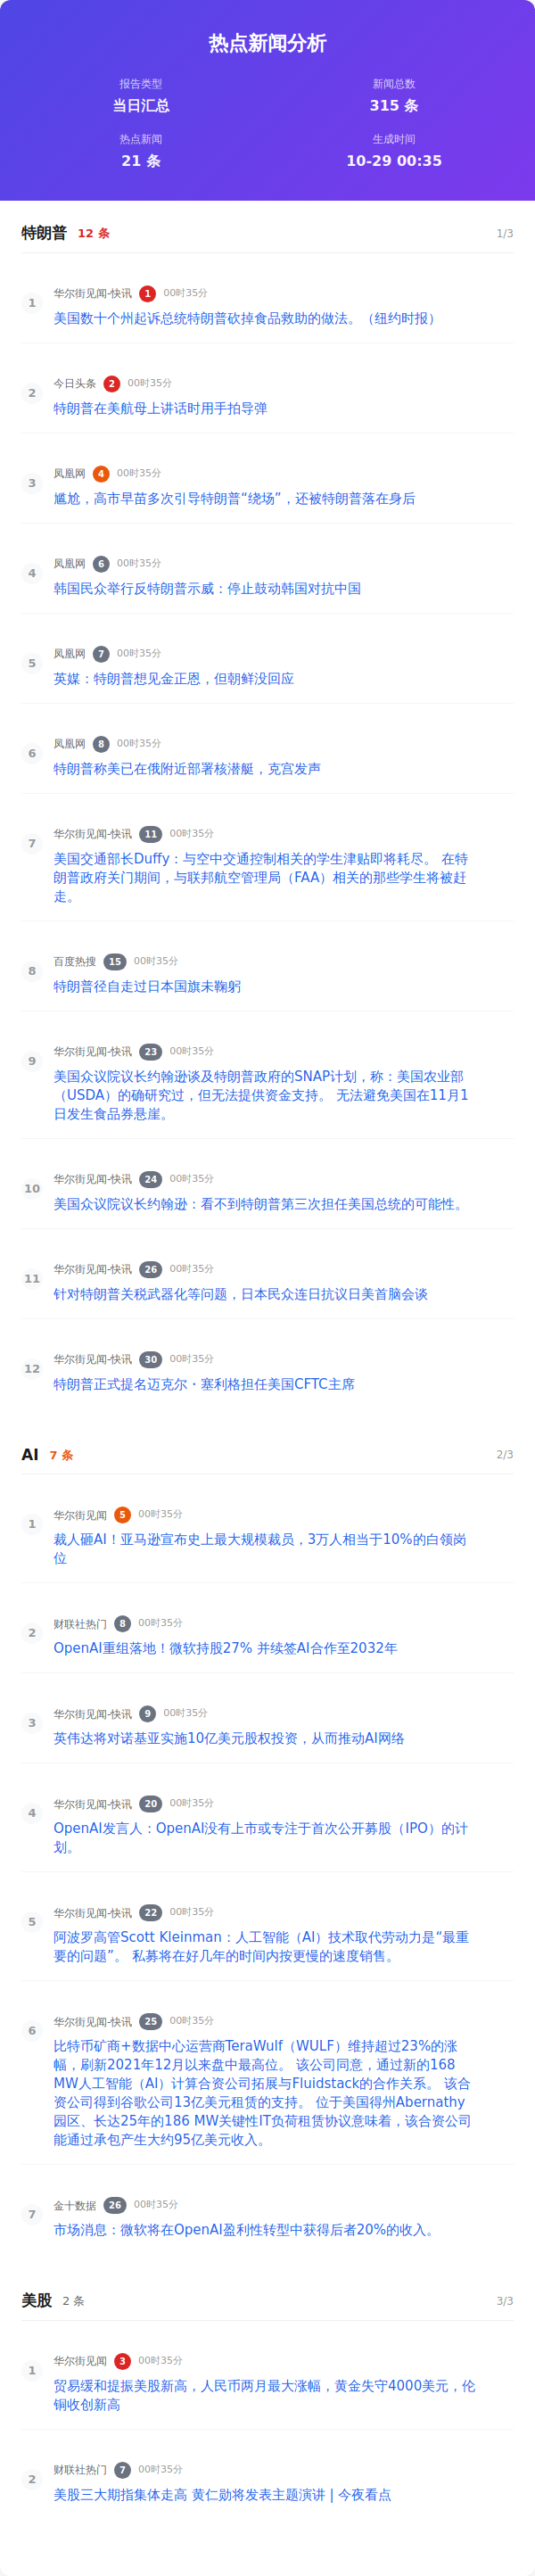 热点新闻分析
报告类型
新闻总数
当日汇总
315 条
热点新闻
生成时间
21 条
10-29 00:35
特朗普 12 条 1/3
1
华尔街见闻-快讯 1 00时35分
美国数十个州起诉总统特朗普砍掉食品救助的做法。（纽约时报）
2
今日头条 2 00时35分
特朗普在美航母上讲话时用手拍导弹
3
凤凰网 4 00时35分
尴尬，高市早苗多次引导特朗普“绕场”，还被特朗普落在身后
4
凤凰网 6 00时35分
韩国民众举行反特朗普示威：停止鼓动韩国对抗中国
5
凤凰网 7 00时35分
英媒：特朗普想见金正恩，但朝鲜没回应
6
凤凰网 8 00时35分
特朗普称美已在俄附近部署核潜艇，克宫发声
7
华尔街见闻-快讯 11 00时35分
美国交通部长Duffy：与空中交通控制相关的学生津贴即将耗尽。 在特
朗普政府关门期间，与联邦航空管理局（FAA）相关的那些学生将被赶
走。
8
百度热搜 15 00时35分
特朗普径自走过日本国旗未鞠躬
9
华尔街见闻-快讯 23 00时35分
美国众议院议长约翰逊谈及特朗普政府的SNAP计划，称：美国农业部
（USDA）的确研究过，但无法提供资金支持。 无法避免美国在11月1
日发生食品券悬崖。
10
华尔街见闻-快讯 24 00时35分
美国众议院议长约翰逊：看不到特朗普第三次担任美国总统的可能性。
11
华尔街见闻-快讯 26 00时35分
针对特朗普关税武器化等问题，日本民众连日抗议日美首脑会谈
12
华尔街见闻-快讯 30 00时35分
特朗普正式提名迈克尔・塞利格担任美国CFTC主席
AI 7 条 2/3
1
华尔街见闻 5 00时35分
裁人砸AI！亚马逊宣布史上最大规模裁员，3万人相当于10%的白领岗
位
2
财联社热门 8 00时35分
OpenAI重组落地！微软持股27% 并续签AI合作至2032年
3
华尔街见闻-快讯 9 00时35分
英伟达将对诺基亚实施10亿美元股权投资，从而推动AI网络
4
华尔街见闻-快讯 20 00时35分
OpenAI发言人：OpenAI没有上市或专注于首次公开募股（IPO）的计
划。
5
华尔街见闻-快讯 22 00时35分
阿波罗高管Scott Kleinman：人工智能（AI）技术取代劳动力是“最重
要的问题”。 私募将在好几年的时间内按更慢的速度销售。
6
华尔街见闻-快讯 25 00时35分
比特币矿商+数据中心运营商TeraWulf（WULF）维持超过23%的涨
幅，刷新2021年12月以来盘中最高位。 该公司同意，通过新的168
MW人工智能（AI）计算合资公司拓展与Fluidstack的合作关系。 该合
资公司得到谷歌公司13亿美元租赁的支持。 位于美国得州Abernathy
园区、长达25年的186 MW关键性IT负荷租赁协议意味着，该合资公司
能通过承包产生大约95亿美元收入。
7
金十数据 26 00时35分
市场消息：微软将在OpenAI盈利性转型中获得后者20%的收入。
美股 2 条 3/3
1
华尔街见闻 3 00时35分
贸易缓和提振美股新高，人民币两月最大涨幅，黄金失守4000美元，伦
铜收创新高
2
财联社热门 7 00时35分
美股三大期指集体走高 黄仁勋将发表主题演讲 | 今夜看点